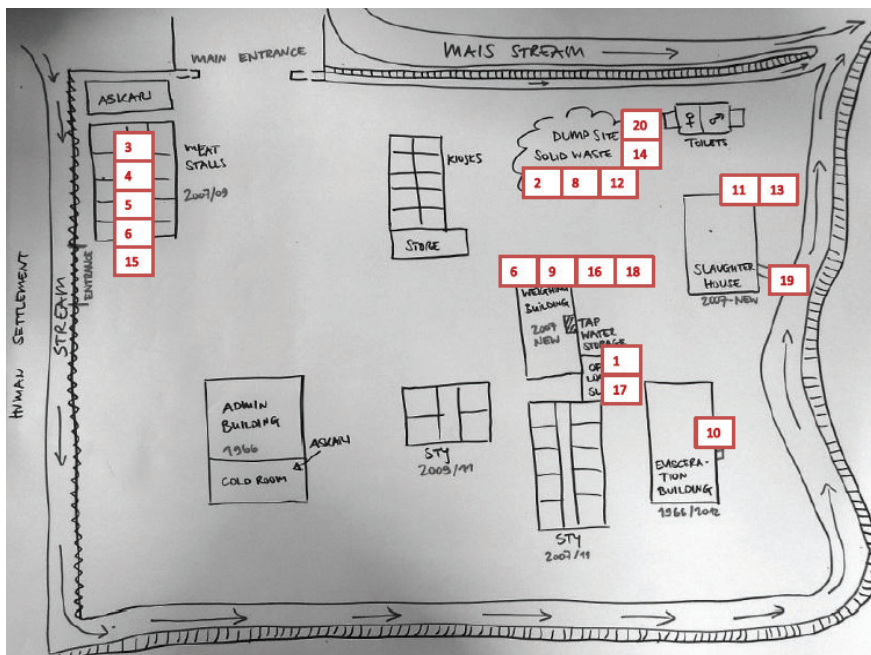 MAIN ENTRANCE
MAIS STREAM
ASKARI
3
4
5
6
15
MEAT
STALLS
2007/09
ENTRANCE
HUMAN SETTLEMENT
STREAM
KIOSKS
STORE
DUMP SITE
SOLID WASTE
20
14
2 8 12
♀ ♂
TOILETS
11 13
SLAUGHTER
HOUSE
19
2007-NEW
6 9 16 18
WEIGHING
BUILDING
2007
NEW
TAP
WATER
STORAGE
1
17
ADMIN
BUILDING
1966
ASKARI
COLD ROOM
STY
2009/11
STY
2007/11
10
EVISCERA-
TION
BUILDING
1966/2012